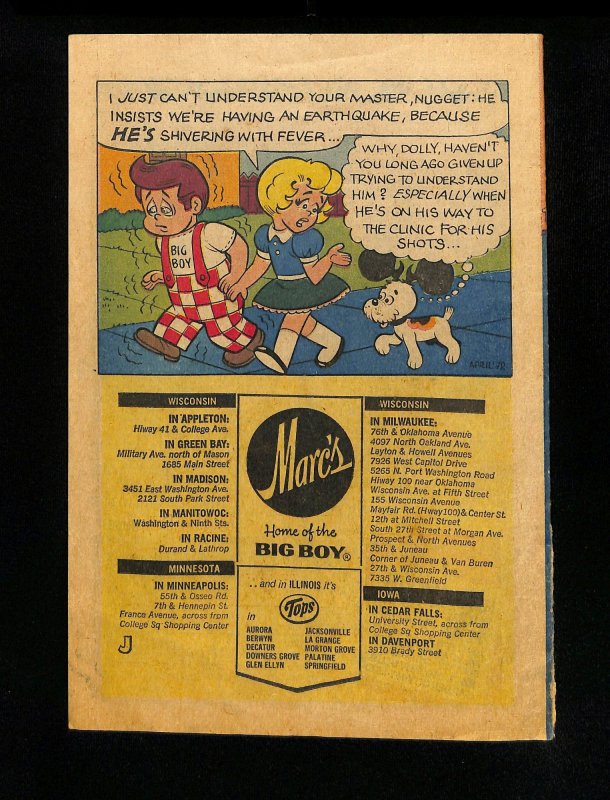 I JUST CAN'T UNDERSTAND YOUR MASTER, NUGGET: HE
INSISTS WE'RE HAVING AN EARTHQUAKE, BECAUSE
HE'S SHIVERING WITH FEVER...
WHY, DOLLY, HAVEN'T
YOU LONG AGO GIVEN UP
TRYING TO UNDERSTAND
HIM? ESPECIALLY WHEN
HE'S ON HIS WAY TO
THE CLINIC FOR HIS
SHOTS...
BIG
BOY
APRIL '70
WISCONSIN
IN APPLETON:
Hiway 41 & College Ave.
IN GREEN BAY:
Military Ave. north of Mason
1685 Main Street
IN MADISON:
3451 East Washington Ave.
2121 South Park Street
IN MANITOWOC:
Washington & Ninth Sts.
IN RACINE:
Durand & Lathrop
MINNESOTA
IN MINNEAPOLIS:
55th & Osseo Rd.
7th & Hennepin St.
France Avenue, across from
College Sq Shopping Center
J
Marc's
Home of the
BIG BOY®
. . and in ILLINOIS it's
Tops
in
AURORA
BERWYN
DECATUR
DOWNERS GROVE
GLEN ELLYN
JACKSONVILLE
LA GRANGE
MORTON GROVE
PALATINE
SPRINGFIELD
WISCONSIN
IN MILWAUKEE:
76th & Oklahoma Avenue
4097 North Oakland Ave.
Layton & Howell Avenues
7926 West Capitol Drive
5265 N. Port Washington Road
Hiway 100 near Oklahoma
Wisconsin Ave. at Fifth Street
155 Wisconsin Avenue
Mayfair Rd. (Hway100) & Center St.
12th at Mitchell Street
South 27th Street at Morgan Ave.
Prospect & North Avenues
35th & Juneau
Corner of Juneau & Van Buren
27th & Wisconsin Ave.
7335 W. Greenfield
IOWA
IN CEDAR FALLS:
University Street, across from
College Sq Shopping Center
IN DAVENPORT
3910 Brady Street